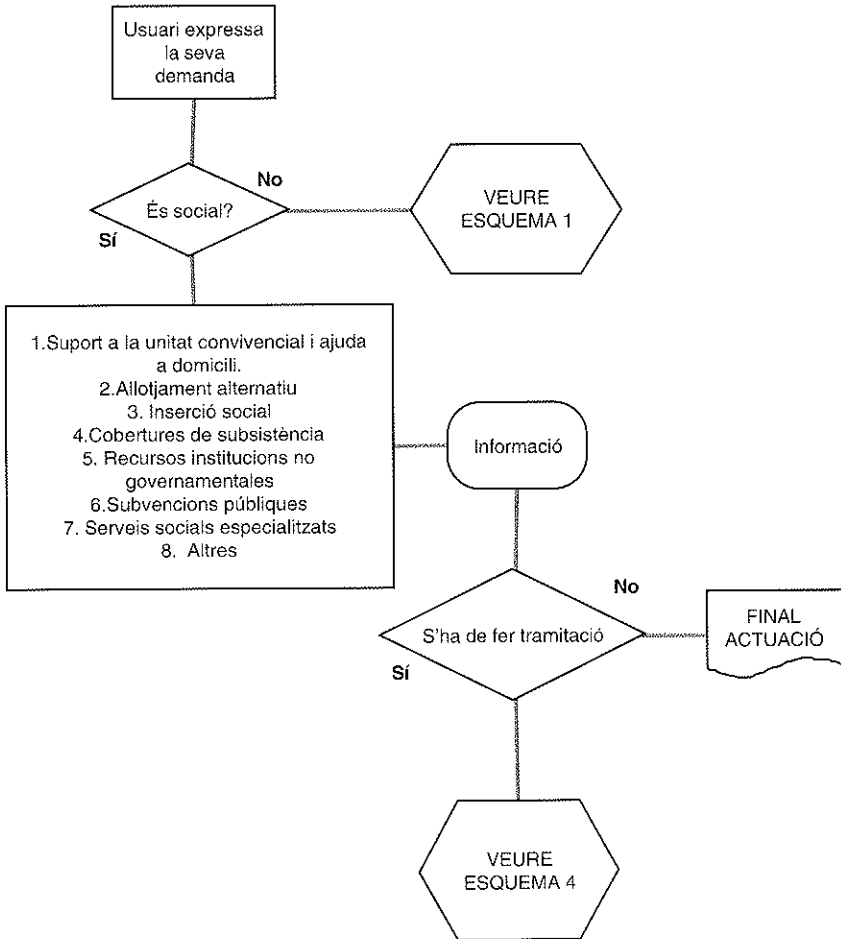 Usuari expressa
la seva
demanda
És social?
No
Sí
VEURE
ESQUEMA 1
1.Suport a la unitat convivencial i ajuda
a domicili.
2.Allotjament alternatiu
3. Inserció social
4.Cobertures de subsistència
5. Recursos institucions no
governamentales
6.Subvencions públiques
7. Serveis socials especialitzats
8. Altres
Informació
S'ha de fer tramitació
No
Sí
FINAL
ACTUACIÓ
VEURE
ESQUEMA 4